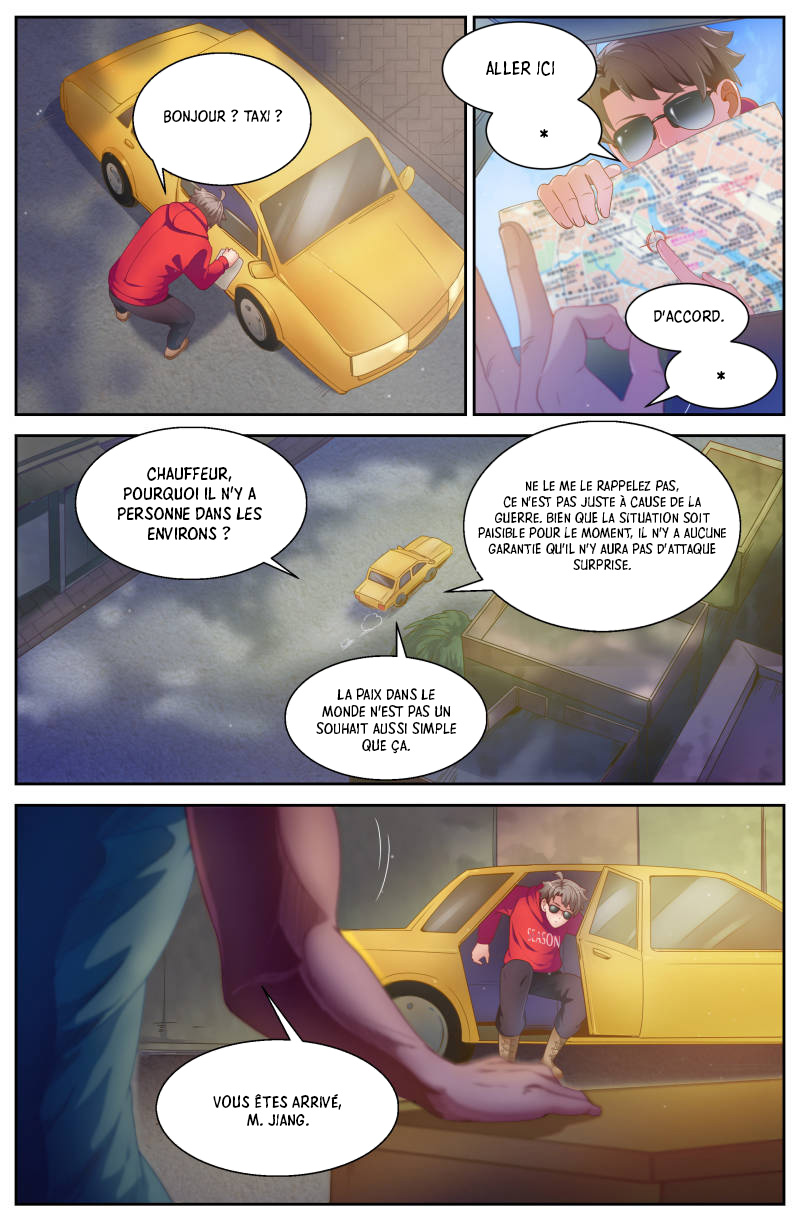 BONJOUR ? TAXI ?
ALLER ICI
*
D'ACCORD.
*
CHAUFFEUR,
POURQUOI IL N'Y A
PERSONNE DANS LES
ENVIRONS ?
NE LE ME LE RAPPELEZ PAS,
CE N'EST PAS JUSTE À CAUSE DE LA
GUERRE. BIEN QUE LA SITUATION SOIT
PAISIBLE POUR LE MOMENT, IL N'Y A AUCUNE
GARANTIE QU'IL N'Y AURA PAS D'ATTAQUE
SURPRISE.
LA PAIX DANS LE
MONDE N'EST PAS UN
SOUHAIT AUSSI SIMPLE
QUE ÇA.
SEASON
VOUS ÊTES ARRIVÉ,
M. JIANG.